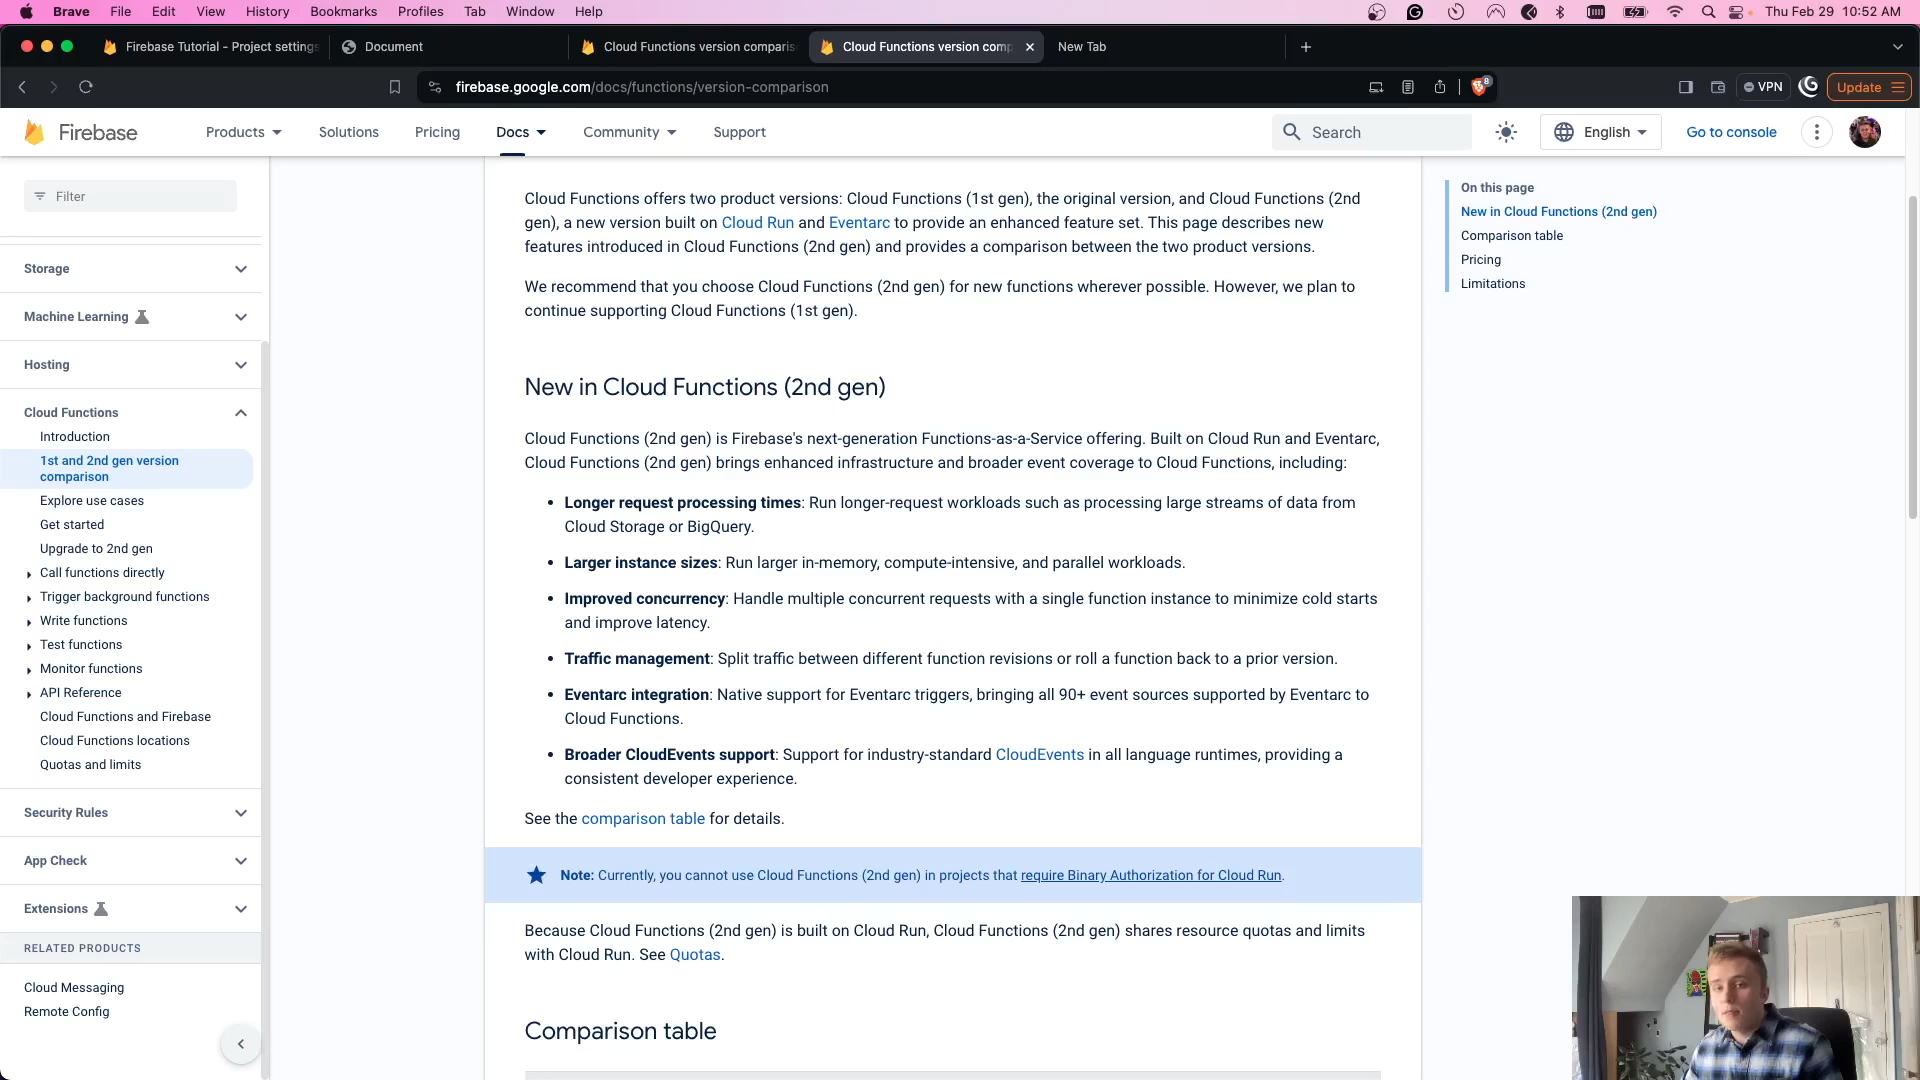 Brave File Edit View History Bookmarks Profiles Tab Window Help Thu Feb 29 10:52 AM
Firebase Tutorial - Project settings Document Cloud Functions version comparis Cloud Functions version comp New Tab
firebase.google.com/docs/functions/version-comparison 8 VPN Update
Firebase Products Solutions Pricing Docs Community Support Search English Go to console
Filter
Storage
Machine Learning
Hosting
Cloud Functions
Introduction
1st and 2nd gen version
comparison
Explore use cases
Get started
Upgrade to 2nd gen
Call functions directly
Trigger background functions
Write functions
Test functions
Monitor functions
API Reference
Cloud Functions and Firebase
Cloud Functions locations
Quotas and limits
Security Rules
App Check
Extensions
RELATED PRODUCTS
Cloud Messaging
Remote Config
Cloud Functions offers two product versions: Cloud Functions (1st gen), the original version, and Cloud Functions (2nd
gen), a new version built on Cloud Run and Eventarc to provide an enhanced feature set. This page describes new
features introduced in Cloud Functions (2nd gen) and provides a comparison between the two product versions.
We recommend that you choose Cloud Functions (2nd gen) for new functions wherever possible. However, we plan to
continue supporting Cloud Functions (1st gen).
New in Cloud Functions (2nd gen)
Cloud Functions (2nd gen) is Firebase's next-generation Functions-as-a-Service offering. Built on Cloud Run and Eventarc,
Cloud Functions (2nd gen) brings enhanced infrastructure and broader event coverage to Cloud Functions, including:
• Longer request processing times: Run longer-request workloads such as processing large streams of data from
Cloud Storage or BigQuery.
• Larger instance sizes: Run larger in-memory, compute-intensive, and parallel workloads.
• Improved concurrency: Handle multiple concurrent requests with a single function instance to minimize cold starts
and improve latency.
• Traffic management: Split traffic between different function revisions or roll a function back to a prior version.
• Eventarc integration: Native support for Eventarc triggers, bringing all 90+ event sources supported by Eventarc to
Cloud Functions.
• Broader CloudEvents support: Support for industry-standard CloudEvents in all language runtimes, providing a
consistent developer experience.
See the comparison table for details.
Note: Currently, you cannot use Cloud Functions (2nd gen) in projects that require Binary Authorization for Cloud Run.
Because Cloud Functions (2nd gen) is built on Cloud Run, Cloud Functions (2nd gen) shares resource quotas and limits
with Cloud Run. See Quotas.
Comparison table
On this page
New in Cloud Functions (2nd gen)
Comparison table
Pricing
Limitations